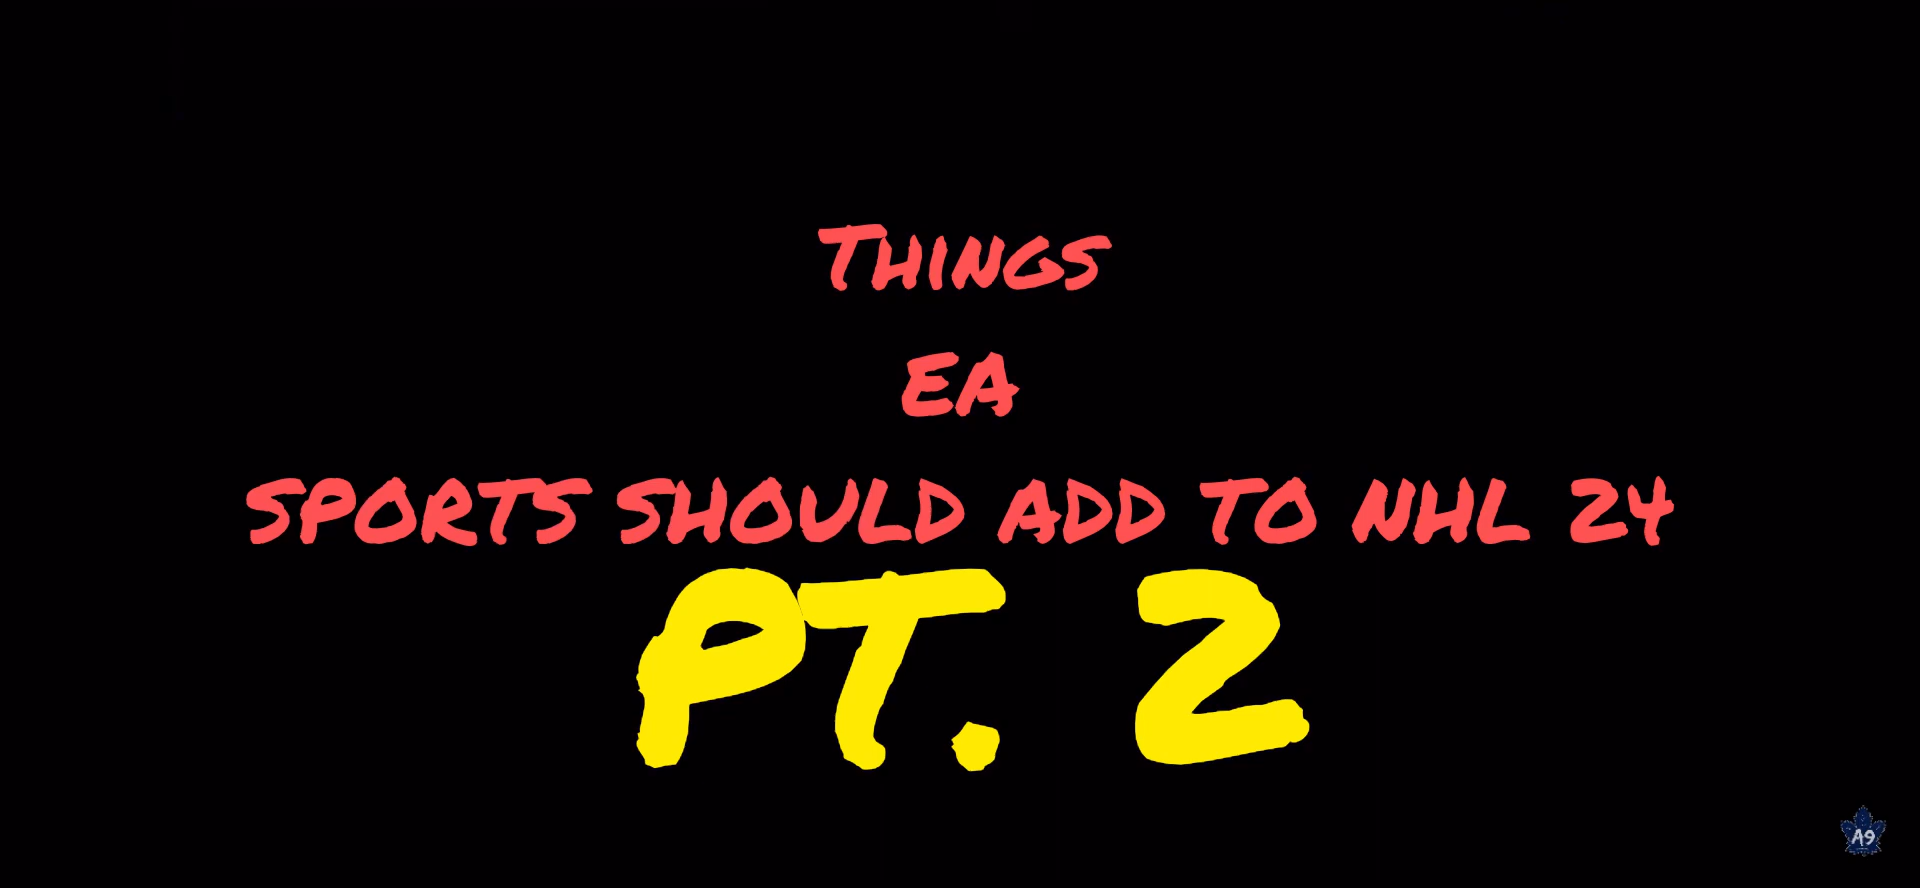 THINGS
EA
SPORTS SHOULD ADD TO NHL 24
PT. 2
A9